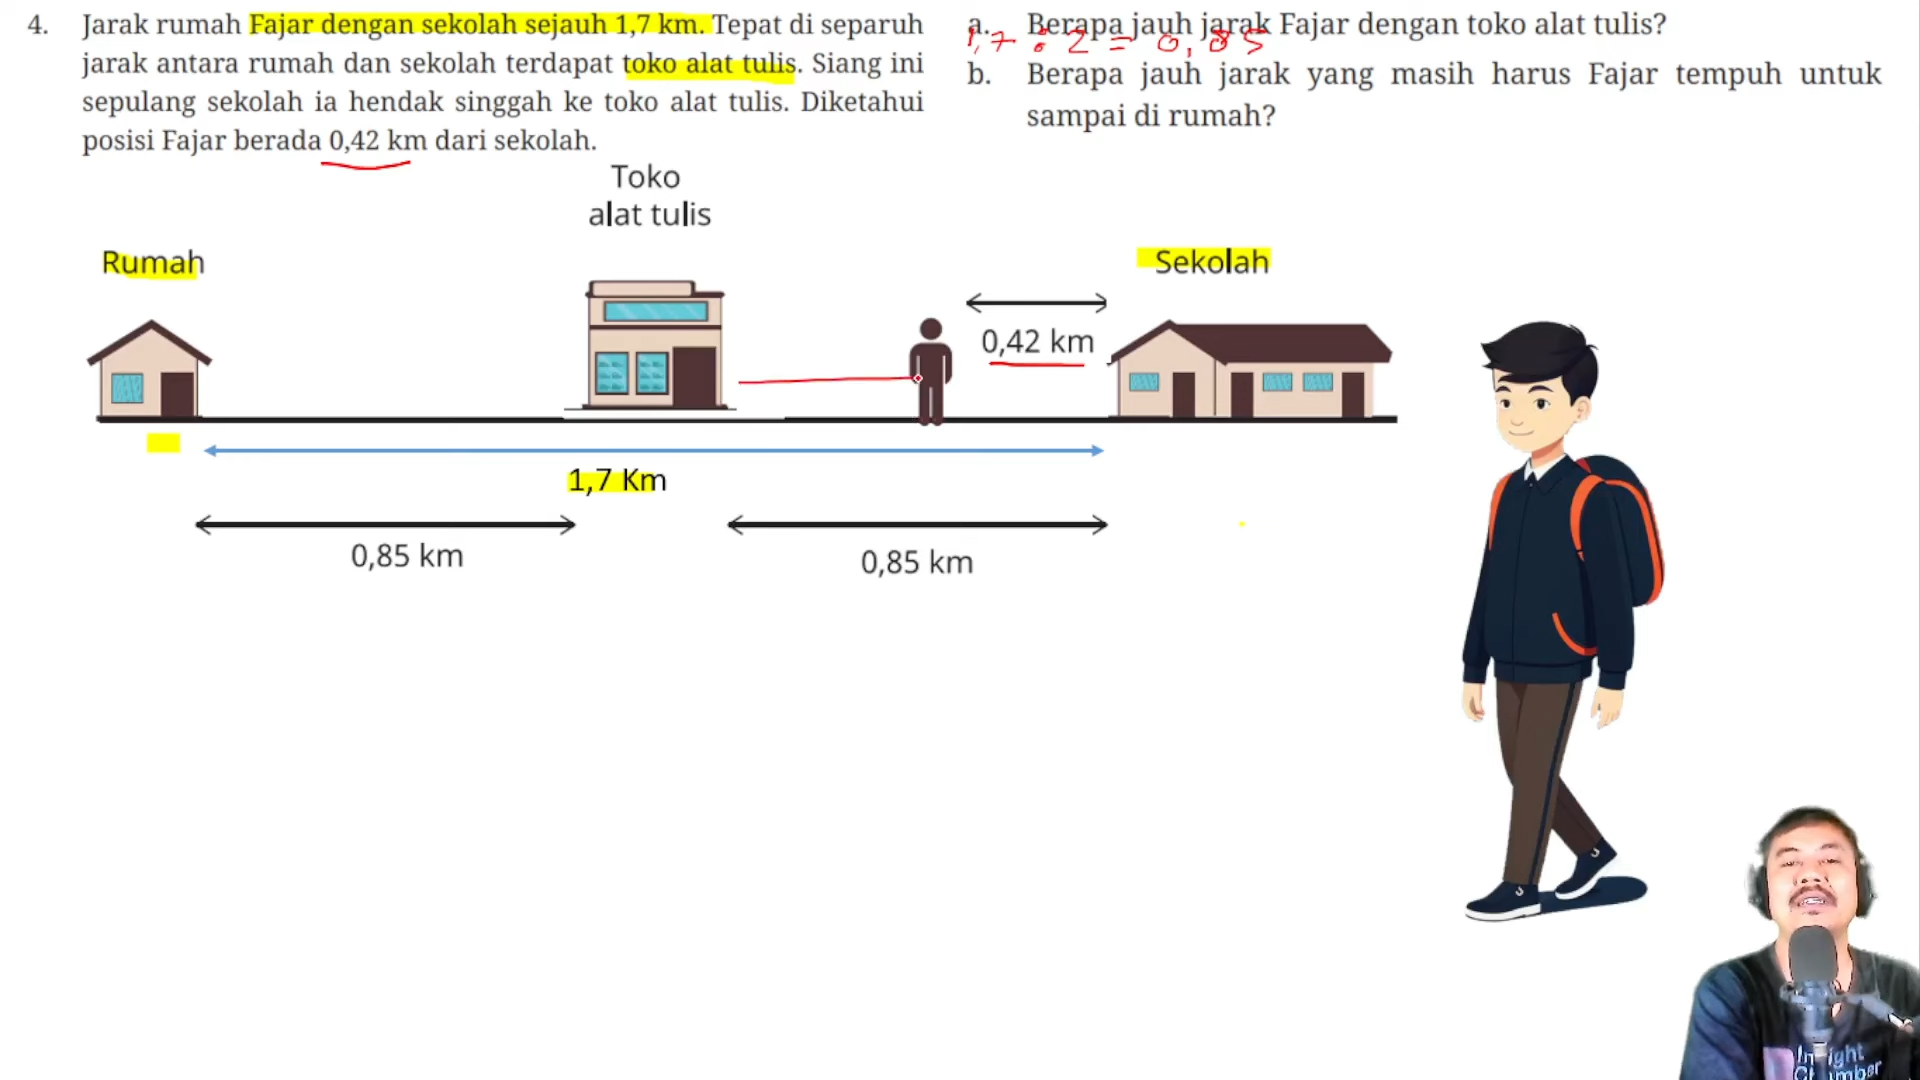 4. Jarak rumah Fajar dengan sekolah sejauh 1,7 km. Tepat di separuh
jarak antara rumah dan sekolah terdapat toko alat tulis. Siang ini
sepulang sekolah ia hendak singgah ke toko alat tulis. Diketahui
posisi Fajar berada 0,42 km dari sekolah.
a. Berapa jauh jarak Fajar dengan toko alat tulis?
1,7 : 2 = 0,85
b. Berapa jauh jarak yang masih harus Fajar tempuh untuk
sampai di rumah?
Toko
alat tulis
Rumah
Sekolah
0,42 km
1,7 Km
0,85 km
0,85 km